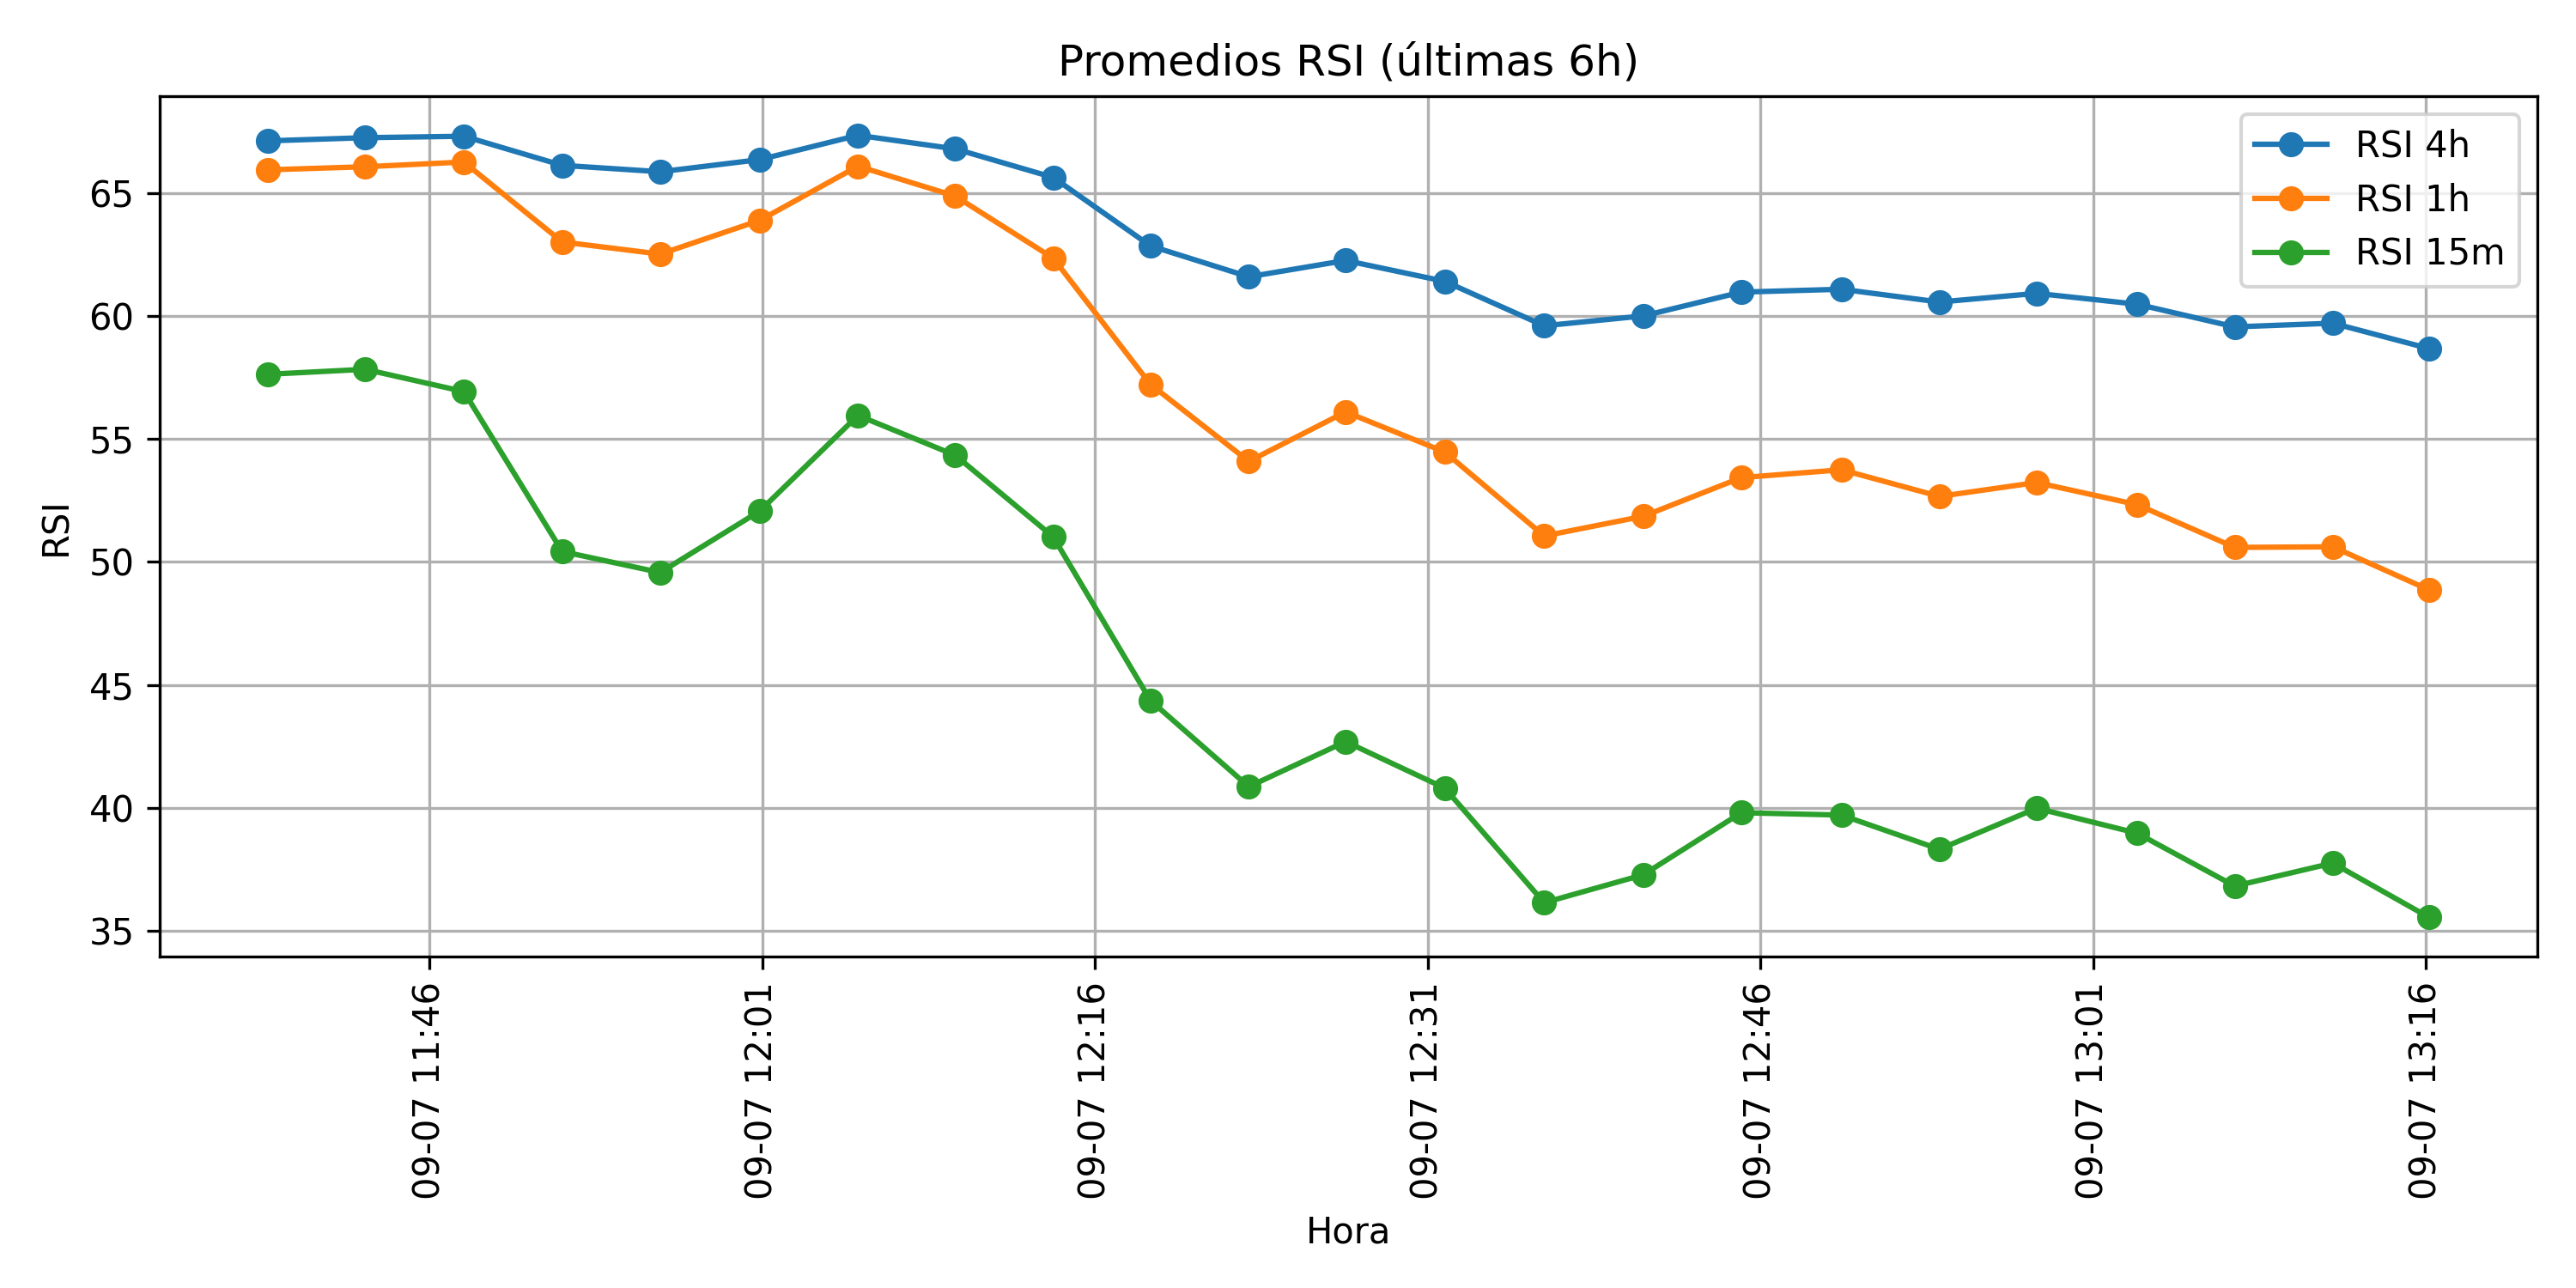 Promedios RSI (últimas 6h)
RSI 4h
RSI 1h
RSI 15m
RSI
65
60
55
50
45
40
35
09-07 11:46
09-07 12:01
09-07 12:16
09-07 12:31
09-07 12:46
09-07 13:01
09-07 13:16
Hora